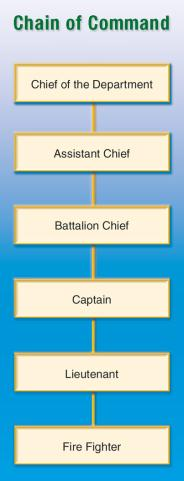 Chain of Command
Chief of the Department
Assistant Chief
Battalion Chief
Captain
Lieutenant
Fire Fighter